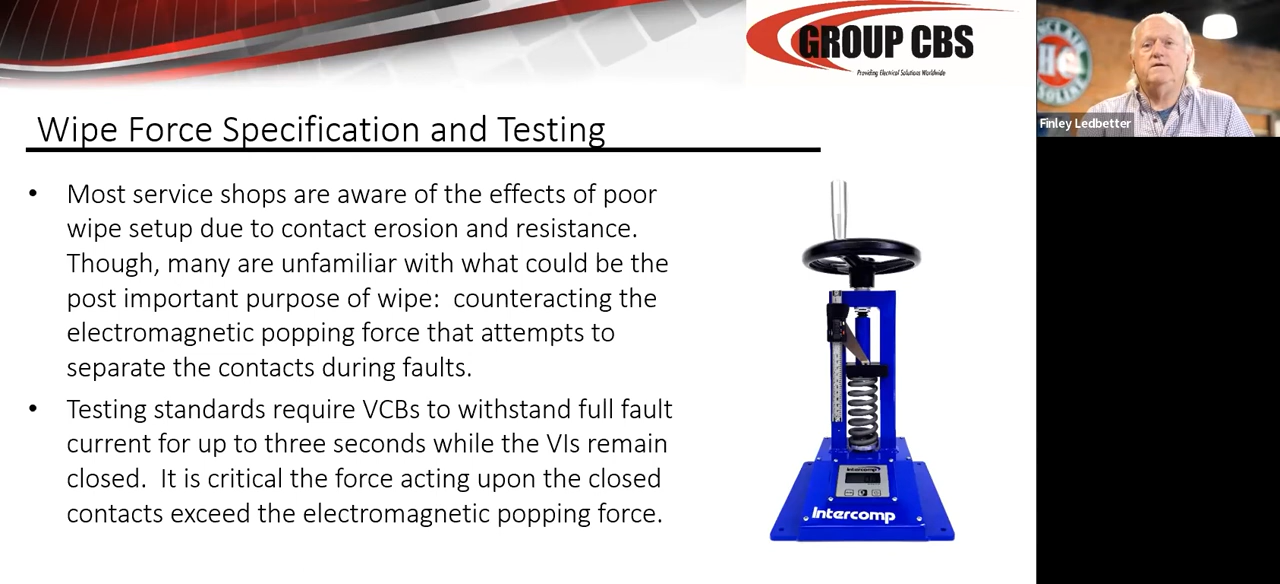 GROUP CBS
Providing Electrical Solutions Worldwide
Finley Ledbetter
Wipe Force Specification and Testing
• Most service shops are aware of the effects of poor
wipe setup due to contact erosion and resistance.
Though, many are unfamiliar with what could be the
post important purpose of wipe:  counteracting the
electromagnetic popping force that attempts to
separate the contacts during faults.
• Testing standards require VCBs to withstand full fault
current for up to three seconds while the VIs remain
closed.  It is critical the force acting upon the closed
contacts exceed the electromagnetic popping force.
Intercomp
Intercomp